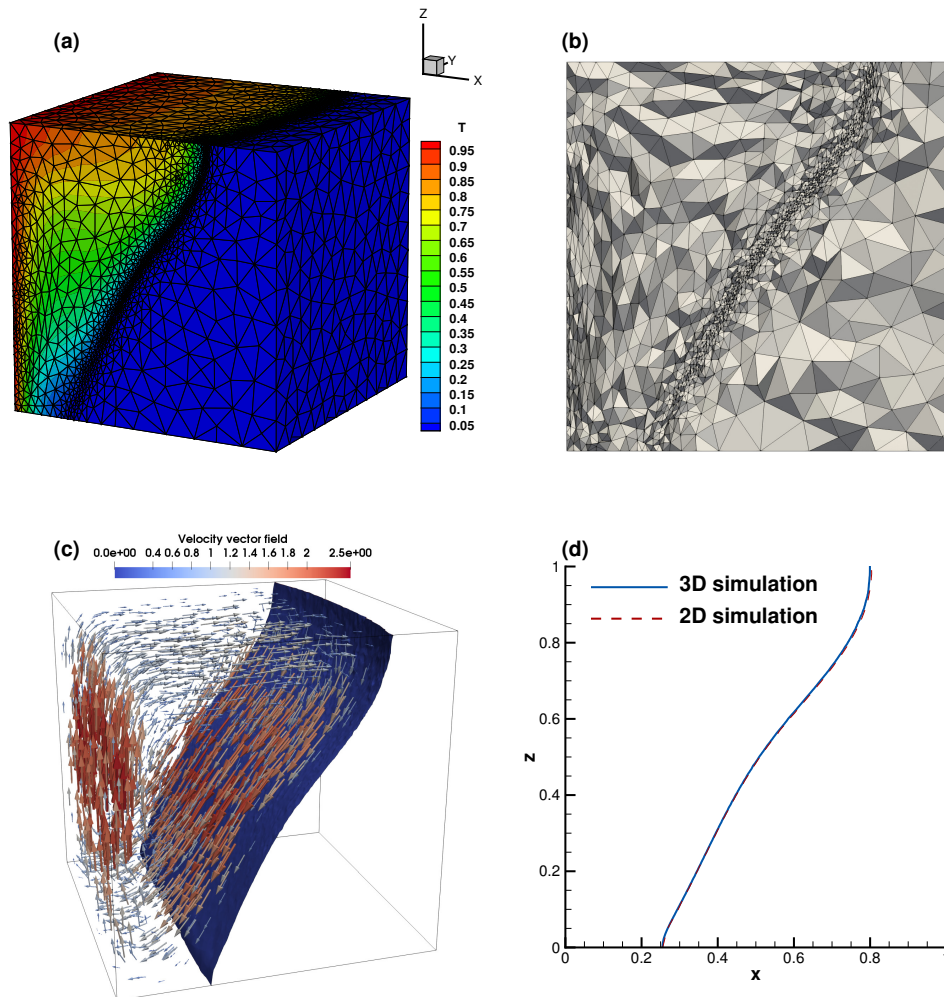 (a)
Z
Y
X
T
0.95
0.9
0.85
0.8
0.75
0.7
0.65
0.6
0.55
0.5
0.45
0.4
0.35
0.3
0.25
0.2
0.15
0.1
0.05
(b)
(c)
Velocity vector field
0.0e+00 0.4 0.6 0.8 1 1.2 1.4 1.6 1.8 2 2.5e+00
(d)
1
3D simulation
2D simulation
0.8
0.6
z
0.4
0.2
0
0 0.2 0.4 0.6 0.8
x